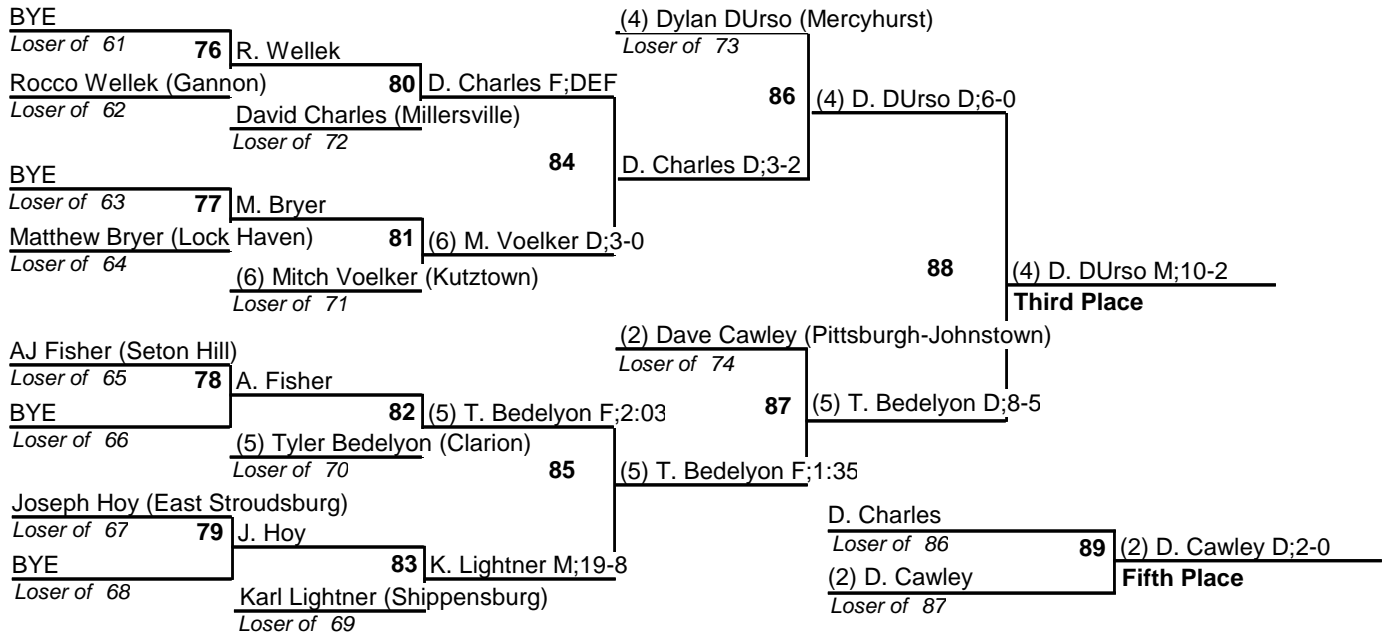 BYE
Loser of 61
76
R. Wellek
Rocco Wellek (Gannon)
Loser of 62
80
D. Charles F;DEF
David Charles (Millersville)
Loser of 72
BYE
Loser of 63
77
M. Bryer
Matthew Bryer (Lock Haven)
Loser of 64
81
(6) M. Voelker D;3-0
(6) Mitch Voelker (Kutztown)
Loser of 71
84
D. Charles D;3-2
(4) Dylan DUrso (Mercyhurst)
Loser of 73
86
(4) D. DUrso D;6-0
AJ Fisher (Seton Hill)
Loser of 65
78
A. Fisher
BYE
Loser of 66
82
(5) T. Bedelyon F;2:03
(5) Tyler Bedelyon (Clarion)
Loser of 70
Joseph Hoy (East Stroudsburg)
Loser of 67
79
J. Hoy
BYE
Loser of 68
83
K. Lightner M;19-8
Karl Lightner (Shippensburg)
Loser of 69
85
(5) T. Bedelyon F;1:35
(2) Dave Cawley (Pittsburgh-Johnstown)
Loser of 74
87
(5) T. Bedelyon D;8-5
88
(4) D. DUrso M;10-2
Third Place
D. Charles
Loser of 86
89
(2) D. Cawley D;2-0
(2) D. Cawley
Loser of 87
Fifth Place